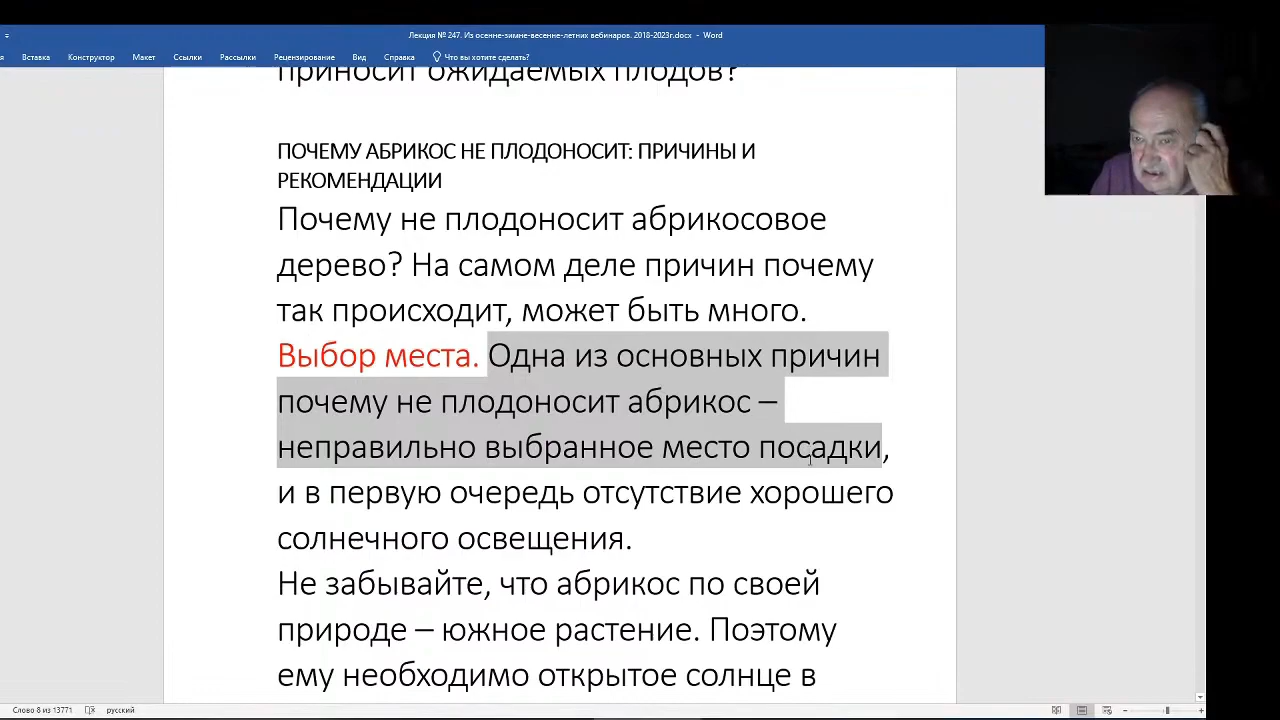 Лекция № 247. Из осенне-зимне-весенне-летних вебинаров. 2018-2023г.docx - Word
Вставка Конструктор Макет Ссылки Рассылки Рецензирование Вид Справка Что вы хотите сделать?
приносит ожидаемых плодов?
ПОЧЕМУ АБРИКОС НЕ ПЛОДОНОСИТ: ПРИЧИНЫ И
РЕКОМЕНДАЦИИ
Почему не плодоносит абрикосовое
дерево? На самом деле причин почему
так происходит, может быть много.
Выбор места. Одна из основных причин
почему не плодоносит абрикос –
неправильно выбранное место посадки,
и в первую очередь отсутствие хорошего
солнечного освещения.
Не забывайте, что абрикос по своей
природе – южное растение. Поэтому
ему необходимо открытое солнце в
Слово 8 из 13771 русский